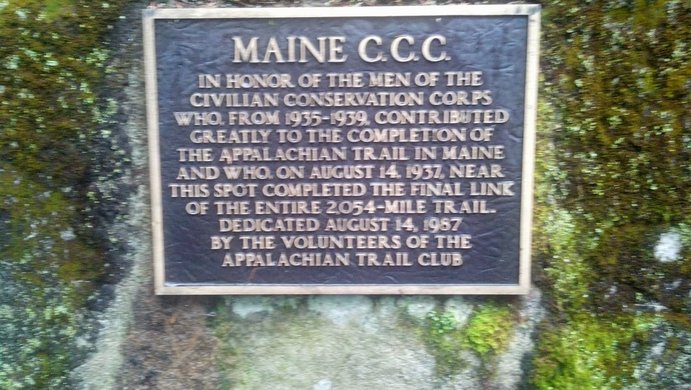 MAINE C.C.C.
IN HONOR OF THE MEN OF THE
CIVILIAN CONSERVATION CORPS
WHO, FROM 1935-1939, CONTRIBUTED
GREATLY TO THE COMPLETION OF
THE APPALACHIAN TRAIL IN MAINE
AND WHO, ON AUGUST 14, 1937, NEAR
THIS SPOT COMPLETED THE FINAL LINK
OF THE ENTIRE 2,054-MILE TRAIL.
DEDICATED AUGUST 14, 1987
BY THE VOLUNTEERS OF THE
APPALACHIAN TRAIL CLUB